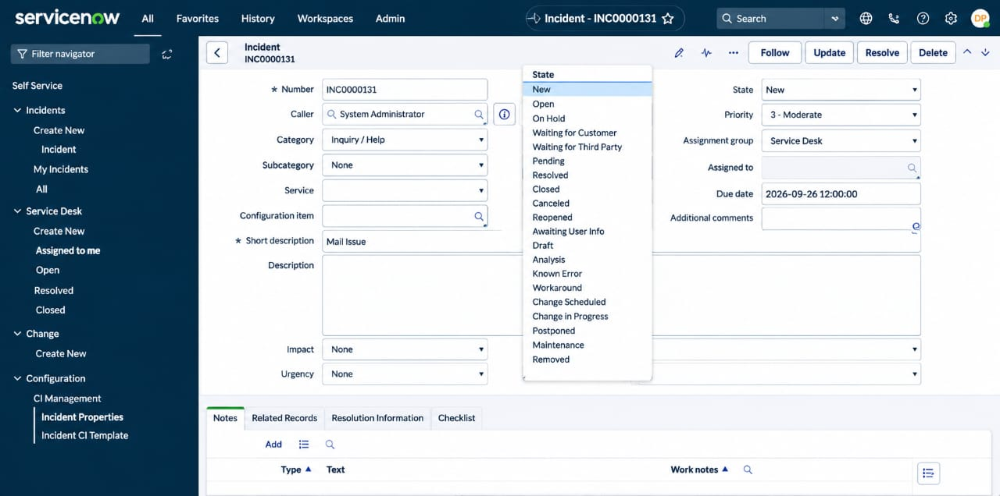 servicenow All Favorites History Workspaces Admin Incident - INC0000131 Search DP
Filter navigator
Self Service
Incidents
Create New
Incident
My Incidents
All
Service Desk
Create New
Assigned to me
Open
Resolved
Closed
Change
Create New
Configuration
CI Management
Incident Properties
Incident CI Template
Incident
INC0000131
Follow Update Resolve Delete
* Number INC0000131
Caller System Administrator
Category Inquiry / Help
Subcategory None
Service
Configuration item
* Short description Mail Issue
Description
Impact None
Urgency None
State
New
Open
On Hold
Waiting for Customer
Waiting for Third Party
Pending
Resolved
Closed
Canceled
Reopened
Awaiting User Info
Draft
Analysis
Known Error
Workaround
Change Scheduled
Change in Progress
Postponed
Maintenance
Removed
State New
Priority 3 - Moderate
Assignment group Service Desk
Assigned to
Due date 2026-09-26 12:00:00
Additional comments
Notes Related Records Resolution Information Checklist
Add
Type Text Work notes